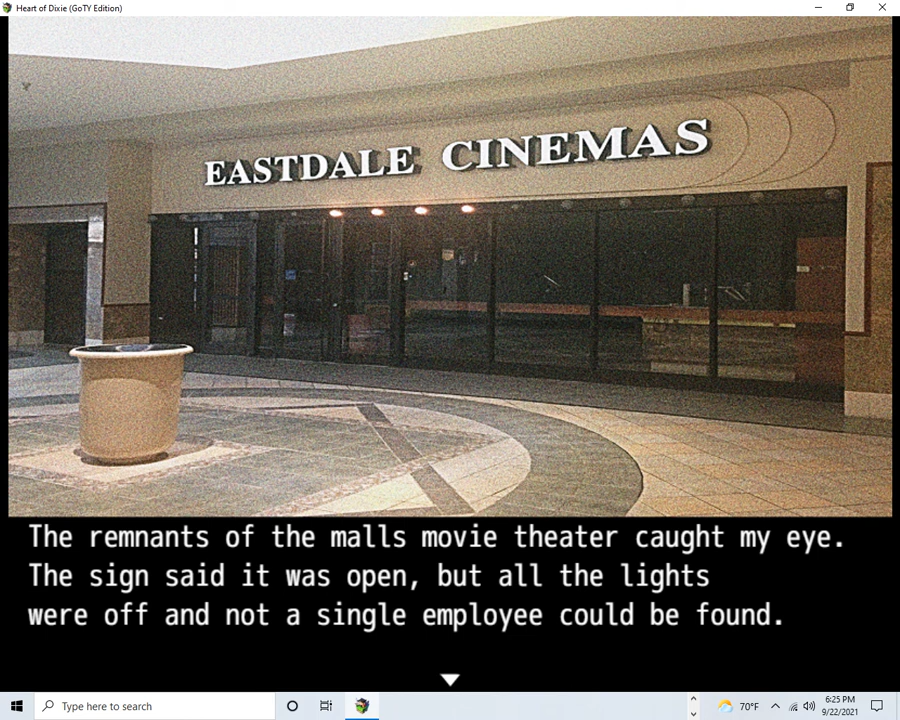 Heart of Dixie (GoTY Edition)
EASTDALE CINEMAS
The remnants of the malls movie theater caught my eye.
The sign said it was open, but all the lights
were off and not a single employee could be found.
Type here to search
70°F
6:25 PM
9/22/2021